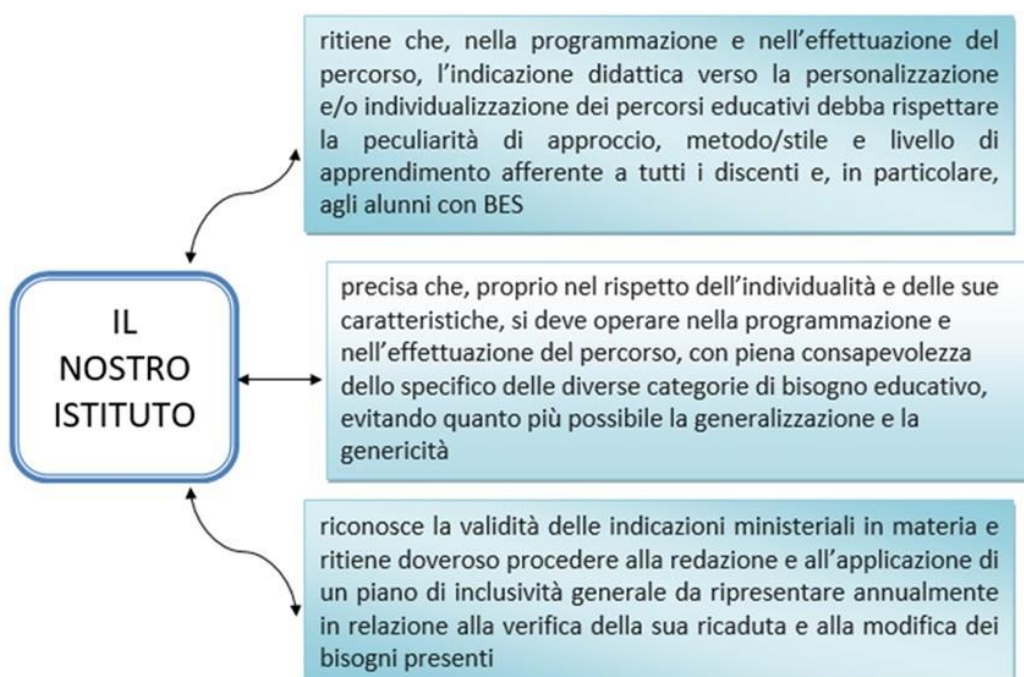 ritiene che, nella programmazione e nell'effettuazione del
percorso, l'indicazione didattica verso la personalizzazione
e/o individualizzazione dei percorsi educativi debba rispettare
la peculiarità di approccio, metodo/stile e livello di
apprendimento afferente a tutti i discenti e, in particolare,
agli alunni con BES
IL
NOSTRO
ISTITUTO
precisa che, proprio nel rispetto dell'individualità e delle sue
caratteristiche, si deve operare nella programmazione e
nell'effettuazione del percorso, con piena consapevolezza
dello specifico delle diverse categorie di bisogno educativo,
evitando quanto più possibile la generalizzazione e la
genericità
riconosce la validità delle indicazioni ministeriali in materia e
ritiene doveroso procedere alla redazione e all'applicazione di
un piano di inclusività generale da ripresentare annualmente
in relazione alla verifica della sua ricaduta e alla modifica dei
bisogni presenti